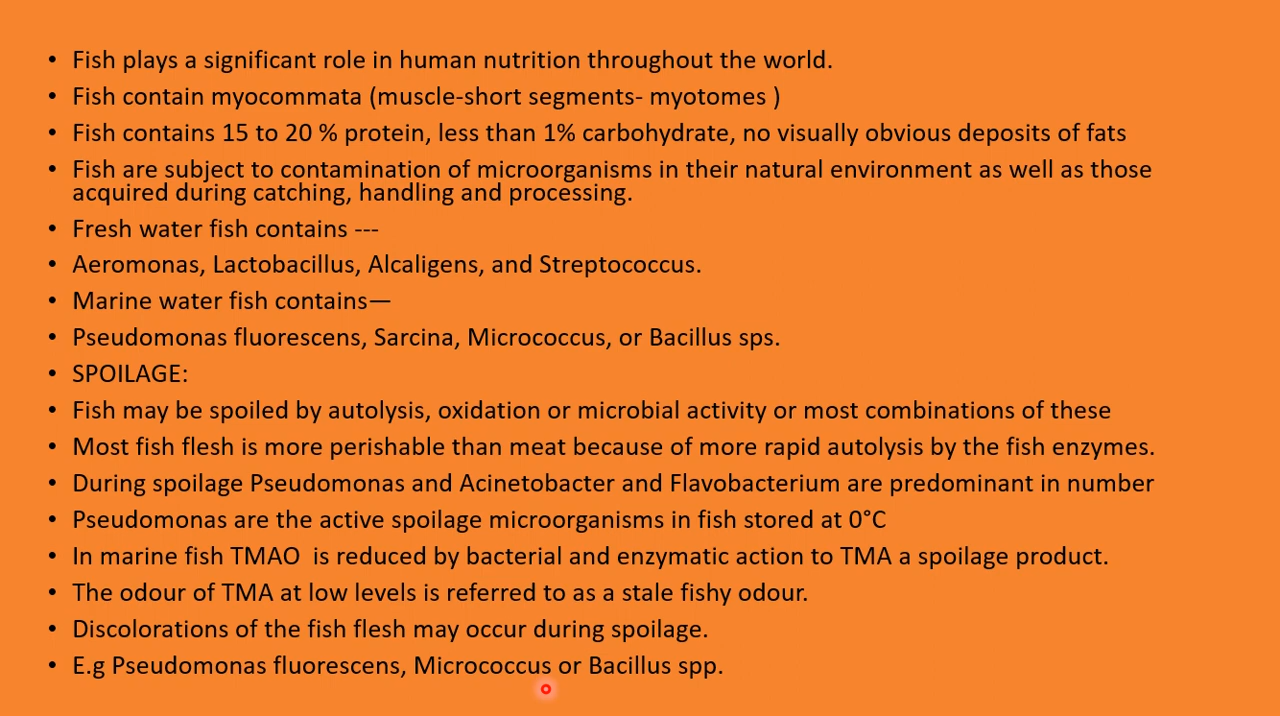 • Fish plays a significant role in human nutrition throughout the world.
• Fish contain myocommata (muscle-short segments- myotomes )
• Fish contains 15 to 20 % protein, less than 1% carbohydrate, no visually obvious deposits of fats
• Fish are subject to contamination of microorganisms in their natural environment as well as those
acquired during catching, handling and processing.
• Fresh water fish contains ---
• Aeromonas, Lactobacillus, Alcaligens, and Streptococcus.
• Marine water fish contains—
• Pseudomonas fluorescens, Sarcina, Micrococcus, or Bacillus sps.
• SPOILAGE:
• Fish may be spoiled by autolysis, oxidation or microbial activity or most combinations of these
• Most fish flesh is more perishable than meat because of more rapid autolysis by the fish enzymes.
• During spoilage Pseudomonas and Acinetobacter and Flavobacterium are predominant in number
• Pseudomonas are the active spoilage microorganisms in fish stored at 0°C
• In marine fish TMAO  is reduced by bacterial and enzymatic action to TMA a spoilage product.
• The odour of TMA at low levels is referred to as a stale fishy odour.
• Discolorations of the fish flesh may occur during spoilage.
• E.g Pseudomonas fluorescens, Micrococcus or Bacillus spp.